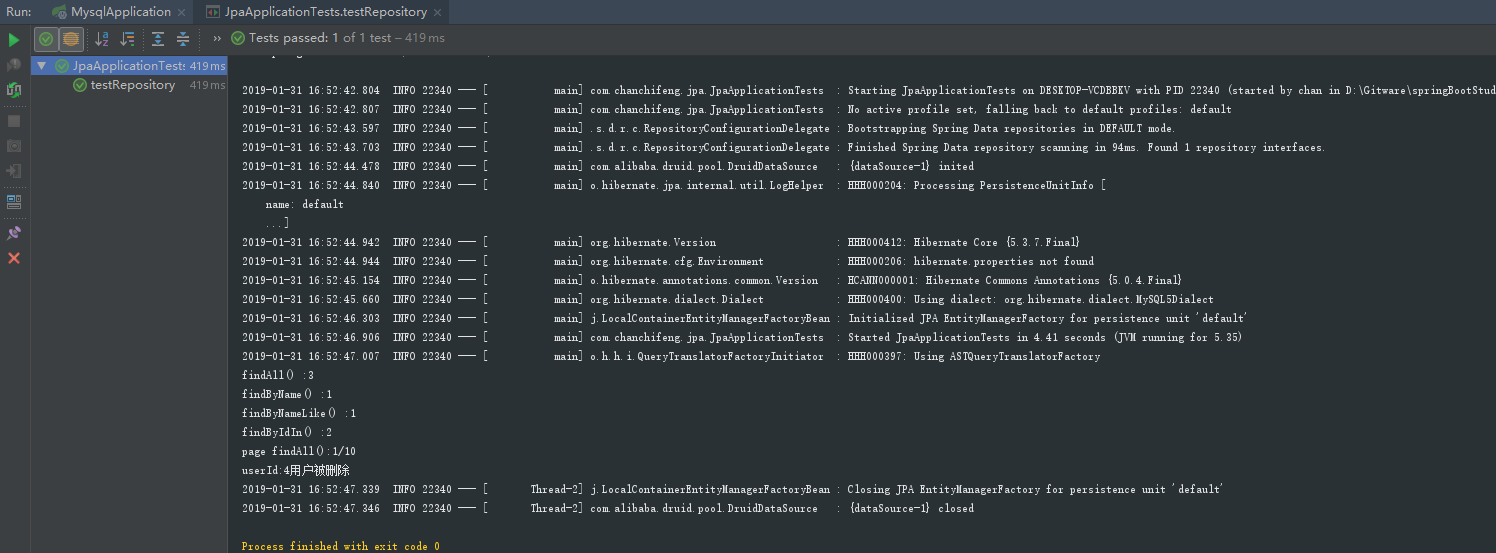 Run: MysqlApplication × JpaApplicationTests.testRepository ×
» Tests passed: 1 of 1 test – 419 ms
JpaApplicationTests 419 ms
testRepository 419 ms
2019-01-31 16:52:42.804  INFO 22340 --- [           main] com.chanchifeng.jpa.JpaApplicationTests  : Starting JpaApplicationTests on DESKTOP-VCDBBKV with PID 22340 (started by chan in D:\Gitware\springBootStud
2019-01-31 16:52:42.807  INFO 22340 --- [           main] com.chanchifeng.jpa.JpaApplicationTests  : No active profile set, falling back to default profiles: default
2019-01-31 16:52:43.597  INFO 22340 --- [           main] .s.d.r.c.RepositoryConfigurationDelegate : Bootstrapping Spring Data repositories in DEFAULT mode.
2019-01-31 16:52:43.703  INFO 22340 --- [           main] .s.d.r.c.RepositoryConfigurationDelegate : Finished Spring Data repository scanning in 94ms. Found 1 repository interfaces.
2019-01-31 16:52:44.478  INFO 22340 --- [           main] com.alibaba.druid.pool.DruidDataSource   : {dataSource-1} inited
2019-01-31 16:52:44.840  INFO 22340 --- [           main] o.hibernate.jpa.internal.util.LogHelper  : HHH000204: Processing PersistenceUnitInfo [
name: default
...]
2019-01-31 16:52:44.942  INFO 22340 --- [           main] org.hibernate.Version                    : HHH000412: Hibernate Core {5.3.7.Final}
2019-01-31 16:52:44.944  INFO 22340 --- [           main] org.hibernate.cfg.Environment            : HHH000206: hibernate.properties not found
2019-01-31 16:52:45.154  INFO 22340 --- [           main] o.hibernate.annotations.common.Version   : HCANN000001: Hibernate Commons Annotations {5.0.4.Final}
2019-01-31 16:52:45.660  INFO 22340 --- [           main] org.hibernate.dialect.Dialect            : HHH000400: Using dialect: org.hibernate.dialect.MySQL5Dialect
2019-01-31 16:52:46.303  INFO 22340 --- [           main] j.LocalContainerEntityManagerFactoryBean : Initialized JPA EntityManagerFactory for persistence unit 'default'
2019-01-31 16:52:46.906  INFO 22340 --- [           main] com.chanchifeng.jpa.JpaApplicationTests  : Started JpaApplicationTests in 4.41 seconds (JVM running for 5.35)
2019-01-31 16:52:47.007  INFO 22340 --- [           main] o.h.h.i.QueryTranslatorFactoryInitiator  : HHH000397: Using ASTQueryTranslatorFactory
findAll() :3
findByName() :1
findByNameLike() :1
findByIdIn() :2
page findAll():1/10
userId:4用户被删除
2019-01-31 16:52:47.339  INFO 22340 --- [       Thread-2] j.LocalContainerEntityManagerFactoryBean : Closing JPA EntityManagerFactory for persistence unit 'default'
2019-01-31 16:52:47.346  INFO 22340 --- [       Thread-2] com.alibaba.druid.pool.DruidDataSource   : {dataSource-1} closed
Process finished with exit code 0